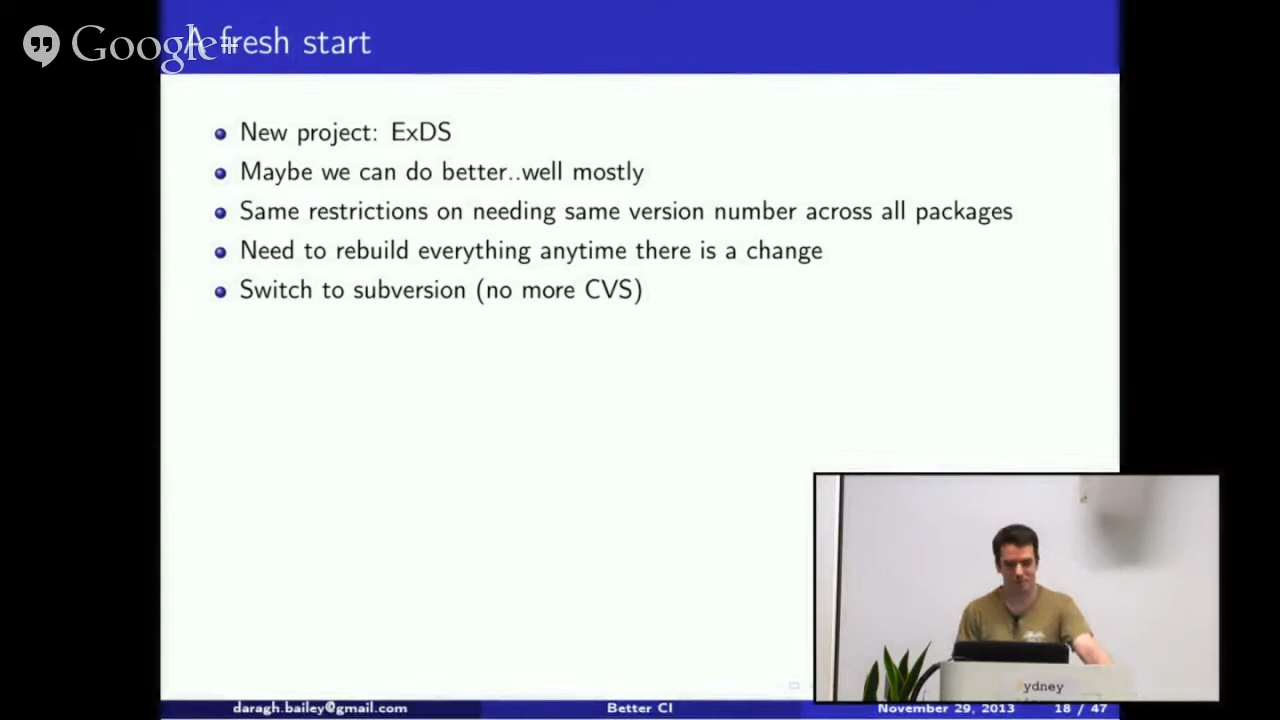 Google+
A fresh start
New project: ExDS
Maybe we can do better..well mostly
Same restrictions on needing same version number across all packages
Need to rebuild everything anytime there is a change
Switch to subversion (no more CVS)
ydney
daragh.bailey@gmail.com
Better CI
November 29, 2013
18 / 47